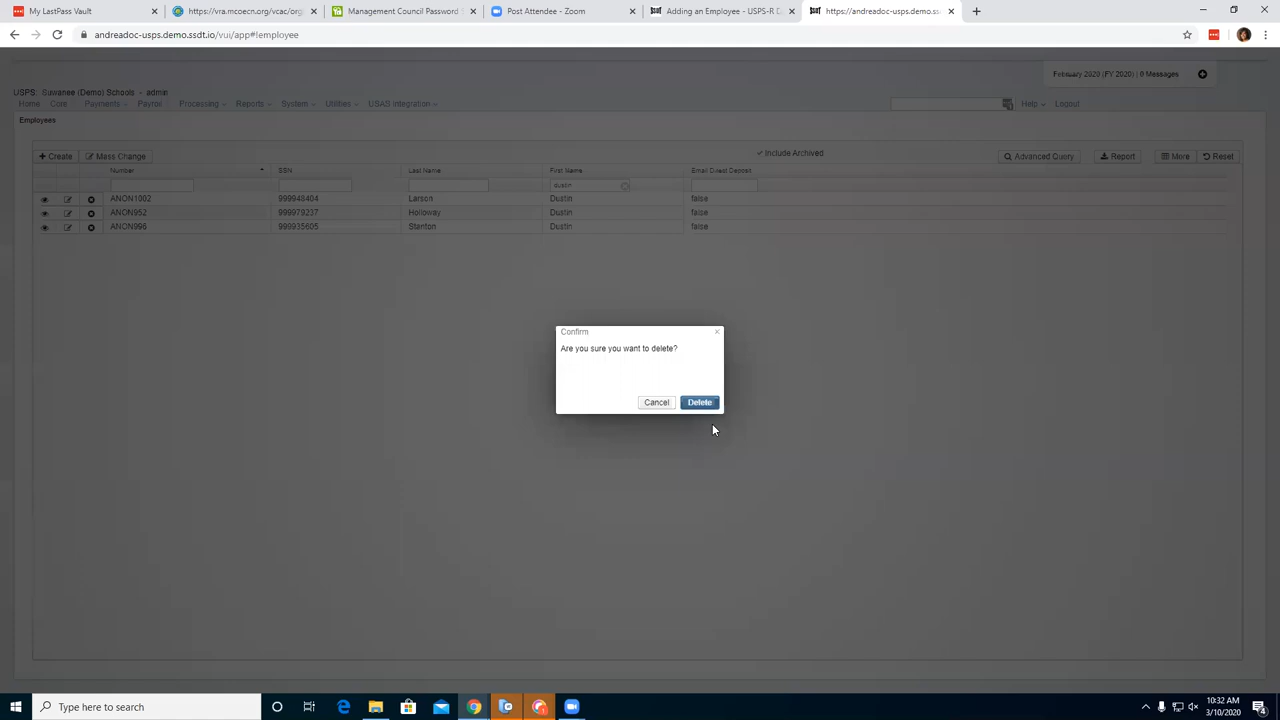 My LastPass Vault
https://vra.mcoecn.org/vcac/org
Management Council Password S
Post Attendee - Zoom
Adding an Employee - USPS-R D
https://andreadoc-usps.demo.ss
andreadoc-usps.demo.ssdt.io/vui/app#!employee
February 2020 (FY 2020) | 0 Messages
USPS: Suwanee (Demo) Schools - admin
Home Core Payments Payroll Processing Reports System Utilities USAS Integration Help Logout
Employees
Create Mass Change Include Archived Advanced Query Report More Reset
Number SSN Last Name First Name Email Direct Deposit
dustin
ANON1002 999948404 Larson Dustin false
ANON952 999979237 Holloway Dustin false
ANON996 999935605 Stanton Dustin false
Confirm
Are you sure you want to delete?
Cancel Delete
Type here to search
10:32 AM
3/10/2020
4